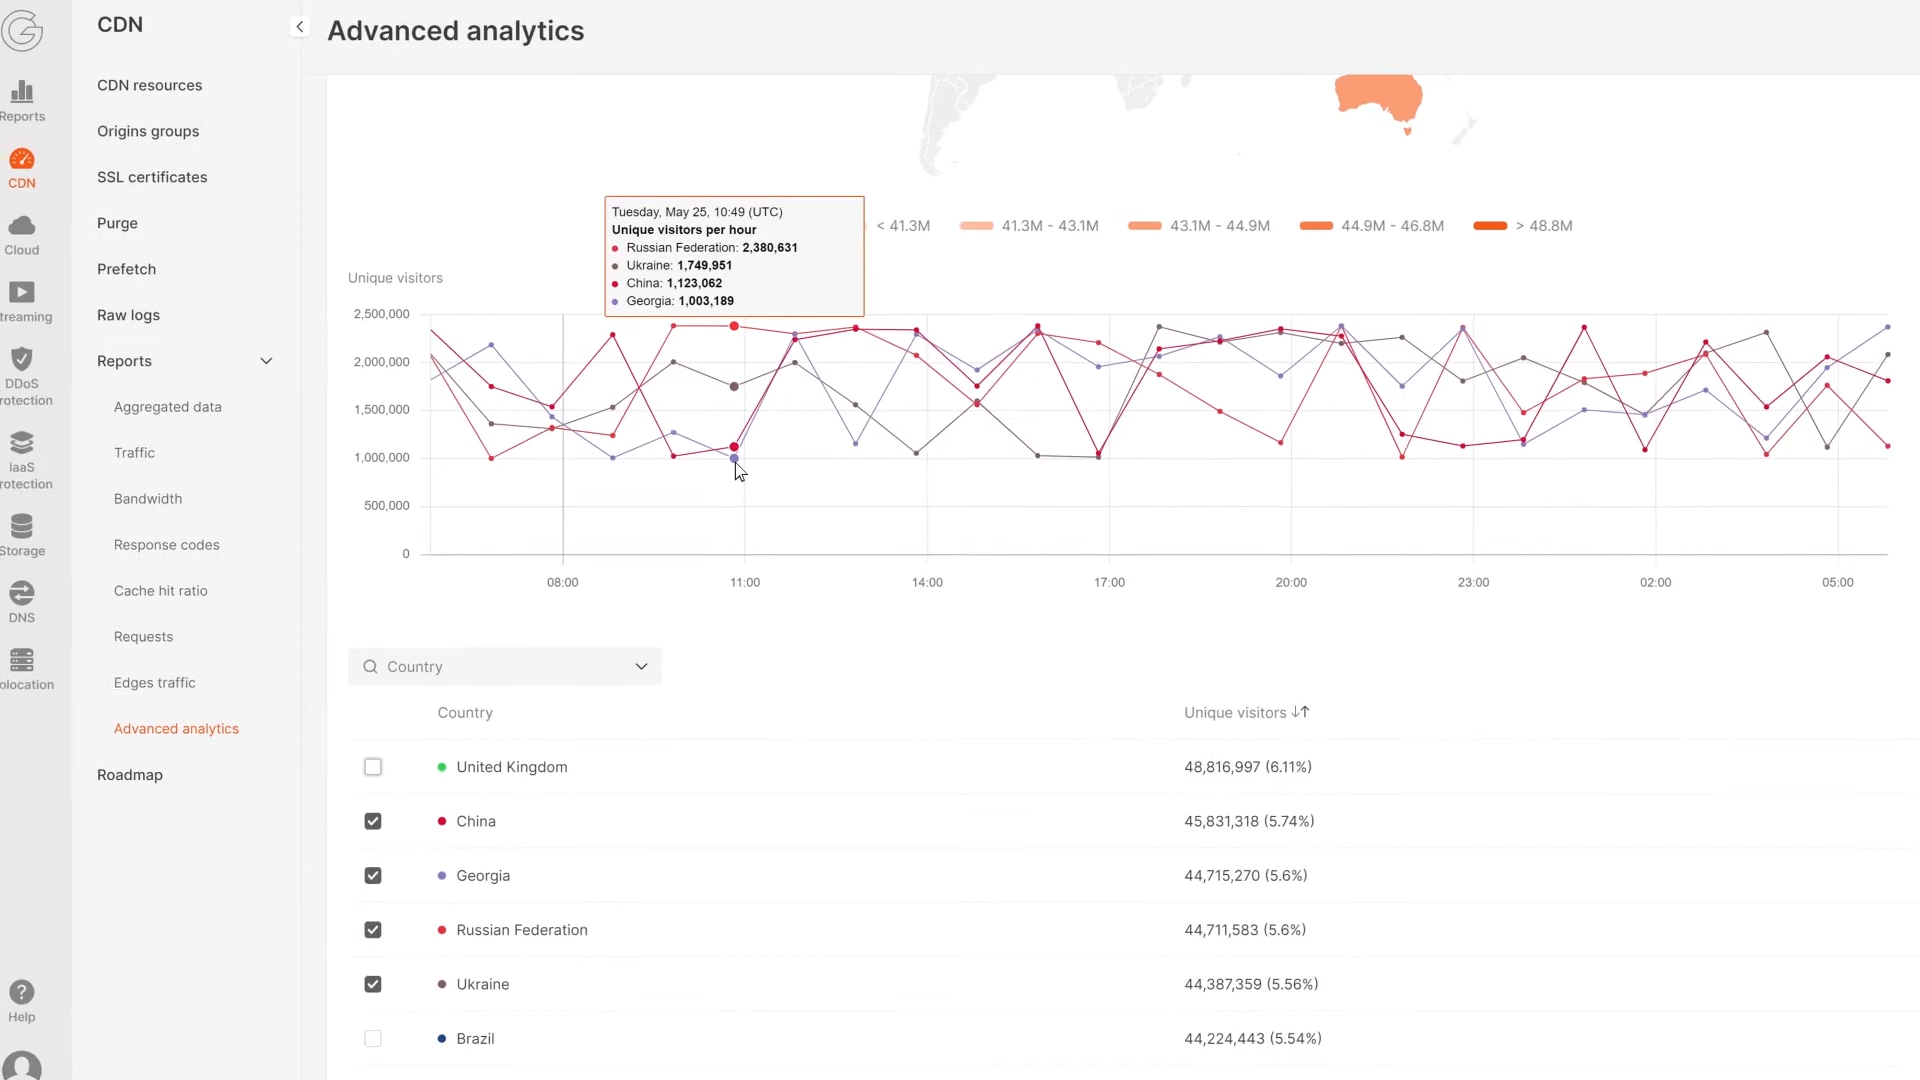 CDN
Advanced analytics
CDN resources
Origins groups
SSL certificates
Purge
Prefetch
Raw logs
Reports
Aggregated data
Traffic
Bandwidth
Response codes
Cache hit ratio
Requests
Edges traffic
Advanced analytics
Roadmap
Reports
CDN
Cloud
treaming
DDoS
rotection
IaaS
rotection
Storage
DNS
olocation
Help
Tuesday, May 25, 10:49 (UTC)
Unique visitors per hour
Russian Federation: 2,380,631
Ukraine: 1,749,951
China: 1,123,062
Georgia: 1,003,189
< 41.3M 41.3M - 43.1M 43.1M - 44.9M 44.9M - 46.8M > 48.8M
Unique visitors
2,500,000
2,000,000
1,500,000
1,000,000
500,000
0
08:00 11:00 14:00 17:00 20:00 23:00 02:00 05:00
Country
Country Unique visitors
United Kingdom 48,816,997 (6.11%)
China 45,831,318 (5.74%)
Georgia 44,715,270 (5.6%)
Russian Federation 44,711,583 (5.6%)
Ukraine 44,387,359 (5.56%)
Brazil 44,224,443 (5.54%)